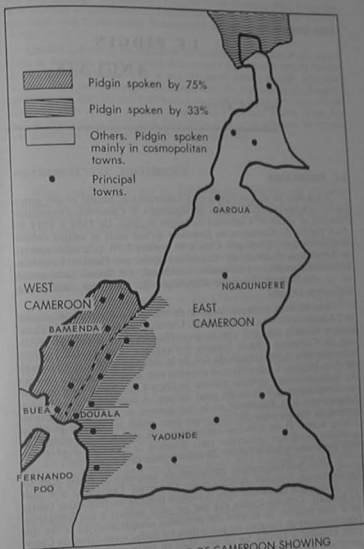 Pidgin spoken by 75%
Pidgin spoken by 33%
Others. Pidgin spoken
mainly in cosmopolitan
towns.
Principal
towns.
GAROUA
NGAOUNDERE
WEST
CAMEROON
EAST
CAMEROON
BAMENDA
BUEA
DOUALA
YAOUNDE
FERNANDO
POO
OF CAMEROON SHOWING